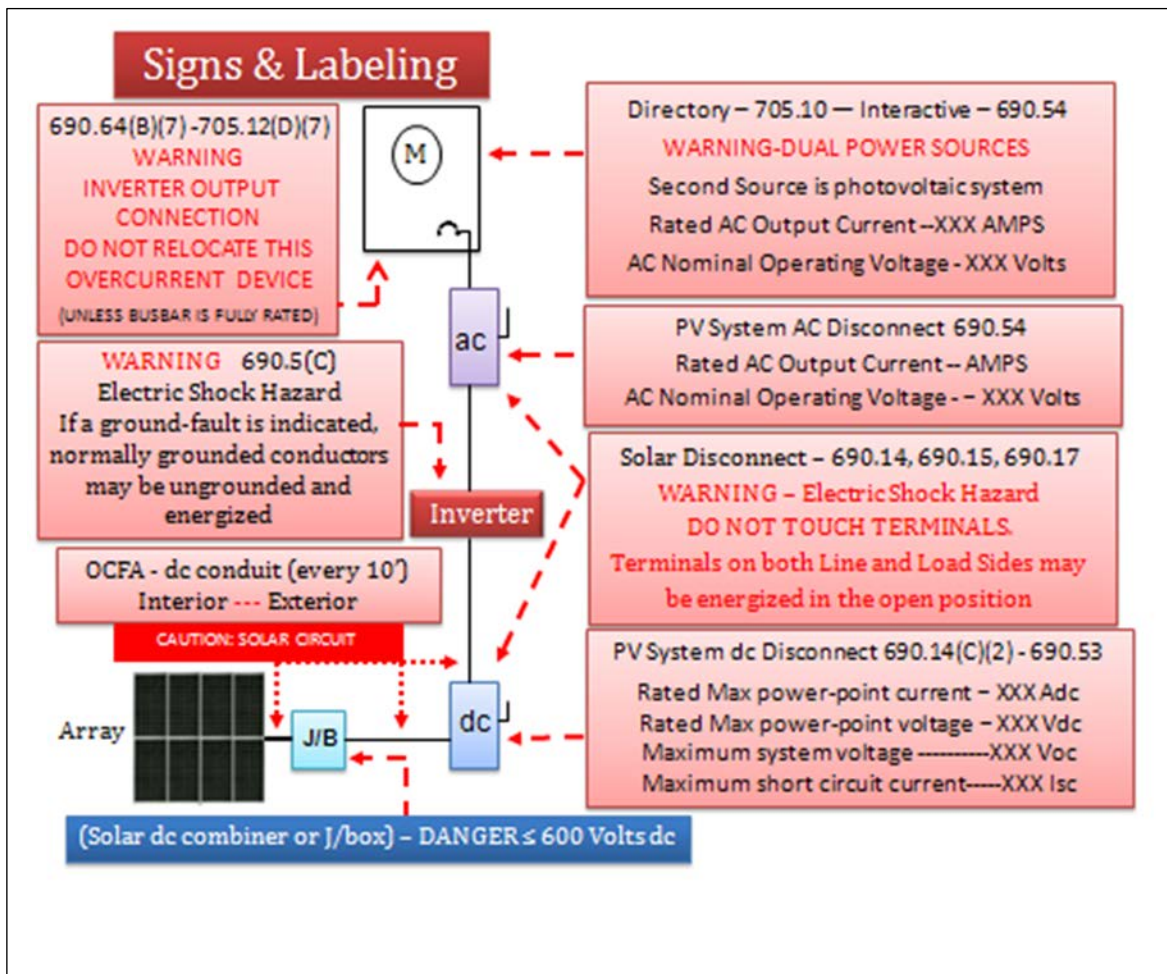 Signs & Labeling
690.64(B)(7) -705.12(D)(7)
WARNING
INVERTER OUTPUT
CONNECTION
DO NOT RELOCATE THIS
OVERCURRENT DEVICE
(UNLESS BUSBAR IS FULLY RATED)
M
Directory – 705.10 — Interactive – 690.54
WARNING-DUAL POWER SOURCES
Second Source is photovoltaic system
Rated AC Output Current --XXX AMPS
AC Nominal Operating Voltage - XXX Volts
ac
PV System AC Disconnect 690.54
Rated AC Output Current -- AMPS
AC Nominal Operating Voltage- – XXX Volts
WARNING 690.5(C)
Electric Shock Hazard
If a ground-fault is indicated,
normally grounded conductors
may be ungrounded and
energized
Inverter
Solar Disconnect – 690.14, 690.15, 690.17
WARNING – Electric Shock Hazard
DO NOT TOUCH TERMINALS.
Terminals on both Line and Load Sides may
be energized in the open position
OCFA - dc conduit (every 10’)
Interior --- Exterior
CAUTION: SOLAR CIRCUIT
Array
J/B
dc
PV System dc Disconnect 690.14(C)(2) - 690.53
Rated Max power-point current – XXX Adc
Rated Max power-point voltage – XXX Vdc
Maximum system voltage ----------XXX Voc
Maximum short circuit current-----XXX Isc
(Solar dc combiner or J/box) – DANGER ≤ 600 Volts dc